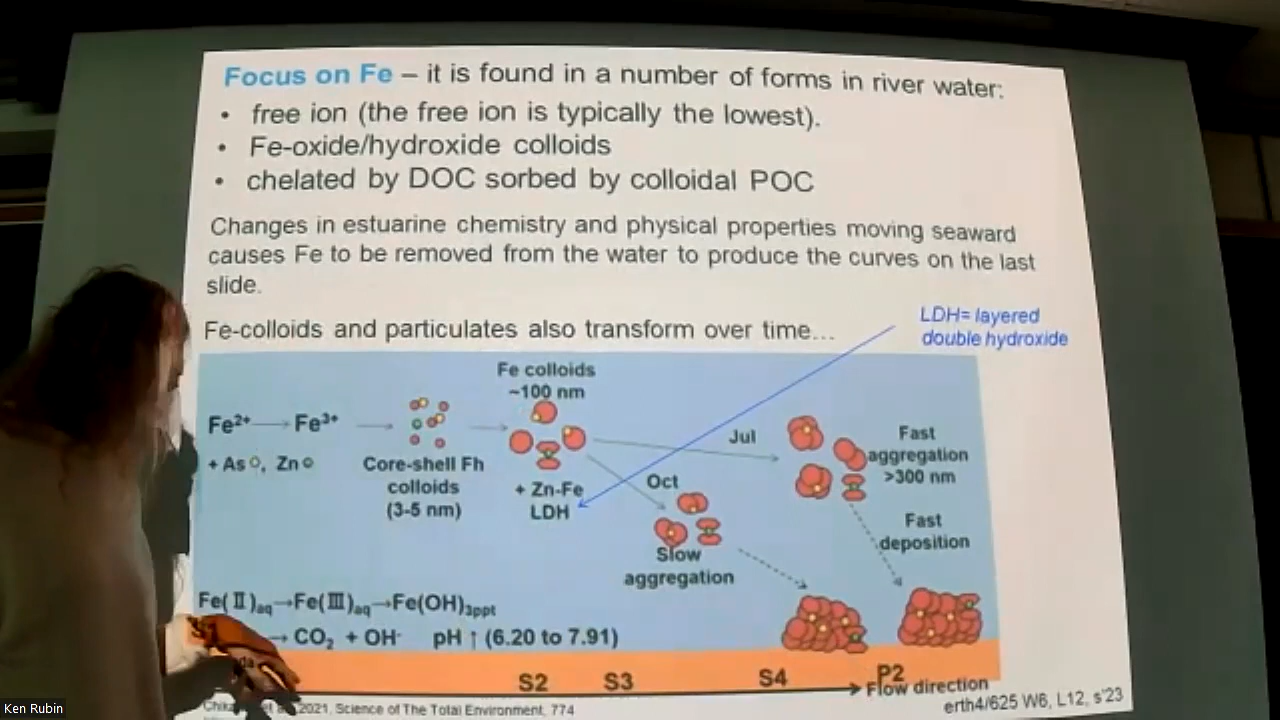 Focus on Fe – it is found in a number of forms in river water:
• free ion (the free ion is typically the lowest).
• Fe-oxide/hydroxide colloids
• chelated by DOC sorbed by colloidal POC
Changes in estuarine chemistry and physical properties moving seaward
causes Fe to be removed from the water to produce the curves on the last
slide.
LDH= layered
double hydroxide
Fe-colloids and particulates also transform over time…
Fe colloids
~100 nm
Fe²⁺ → Fe³⁺
+ As, Zn
Core-shell Fh
colloids
(3-5 nm)
+ Zn-Fe
LDH
Jul
Oct
Fast
aggregation
>300 nm
Slow
aggregation
Fast
deposition
Fe(Ⅱ)aq→Fe(Ⅲ)aq→Fe(OH)₃ppt
→ CO₂ + OH⁻ pH ↑ (6.20 to 7.91)
S2 S3 S4 P2
Flow direction
2021, Science of The Total Environment, 774
erth4/625 W6, L12, s'23
Ken Rubin